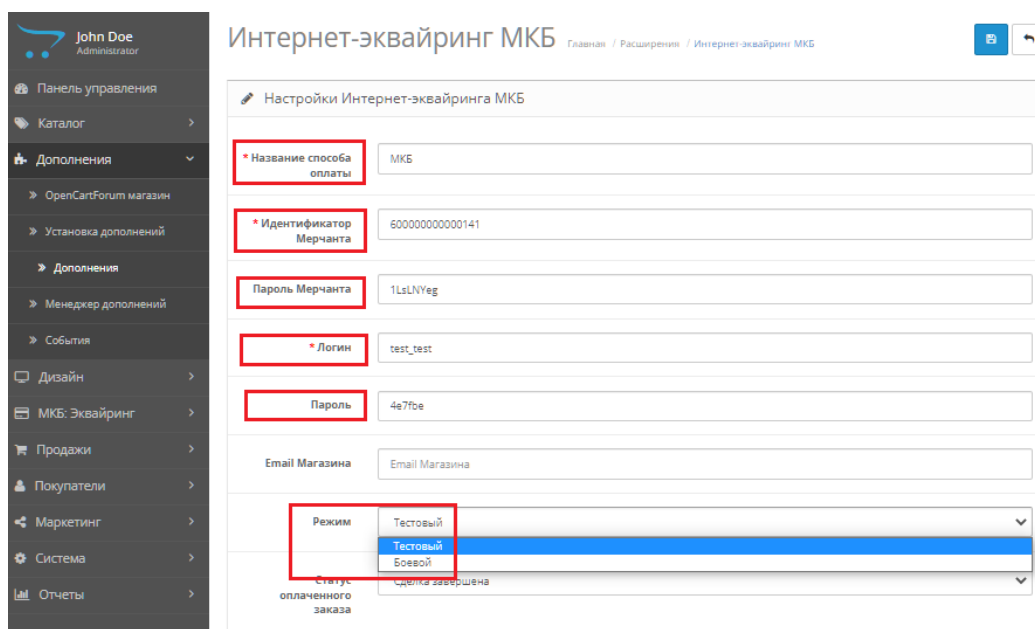 John Doe
Administrator
Панель управления
Каталог
Дополнения
OpenCartForum магазин
Установка дополнений
Дополнения
Менеджер дополнений
События
Дизайн
МКБ: Эквайринг
Продажи
Покупатели
Маркетинг
Система
Отчеты
Интернет-эквайринг МКБ
Главная / Расширения / Интернет-эквайринг МКБ
Настройки Интернет-эквайринга МКБ
* Название способа
оплаты
МКБ
* Идентификатор
Мерчанта
600000000000141
Пароль Мерчанта
1LsLNYeg
* Логин
test_test
Пароль
4e7fbe
Email Магазина
Email Магазина
Режим
Тестовый
Тестовый
Боевой
Статус
оплаченного
заказа
Сделка завершена